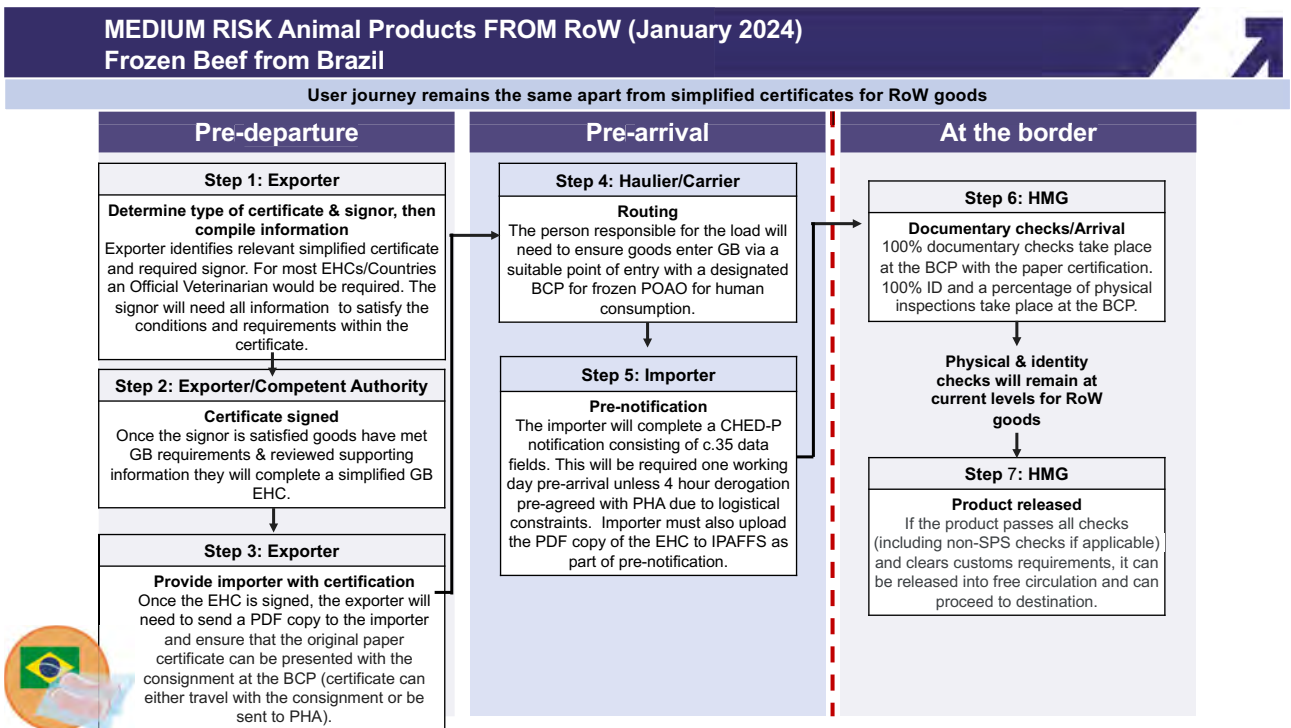 MEDIUM RISK Animal Products FROM RoW (January 2024)
Frozen Beef from Brazil
User journey remains the same apart from simplified certificates for RoW goods
Pre-departure
Step 1: Exporter
Determine type of certificate & signor, then
compile information
Exporter identifies relevant simplified certificate
and required signor. For most EHCs/Countries
an Official Veterinarian would be required. The
signor will need all information to satisfy the
conditions and requirements within the
certificate.
Step 2: Exporter/Competent Authority
Certificate signed
Once the signor is satisfied goods have met
GB requirements & reviewed supporting
information they will complete a simplified GB
EHC.
Step 3: Exporter
Provide importer with certification
Once the EHC is signed, the exporter will
need to send a PDF copy to the importer
and ensure that the original paper
certificate can be presented with the
consignment at the BCP (certificate can
either travel with the consignment or be
sent to PHA).
Pre-arrival
Step 4: Haulier/Carrier
Routing
The person responsible for the load will
need to ensure goods enter GB via a
suitable point of entry with a designated
BCP for frozen POAO for human
consumption.
Step 5: Importer
Pre-notification
The importer will complete a CHED-P
notification consisting of c.35 data
fields. This will be required one working
day pre-arrival unless 4 hour derogation
pre-agreed with PHA due to logistical
constraints. Importer must also upload
the PDF copy of the EHC to IPAFFS as
part of pre-notification.
At the border
Step 6: HMG
Documentary checks/Arrival
100% documentary checks take place
at the BCP with the paper certification.
100% ID and a percentage of physical
inspections take place at the BCP.
Physical & identity
checks will remain at
current levels for RoW
goods
Step 7: HMG
Product released
If the product passes all checks
(including non-SPS checks if applicable)
and clears customs requirements, it can
be released into free circulation and can
proceed to destination.